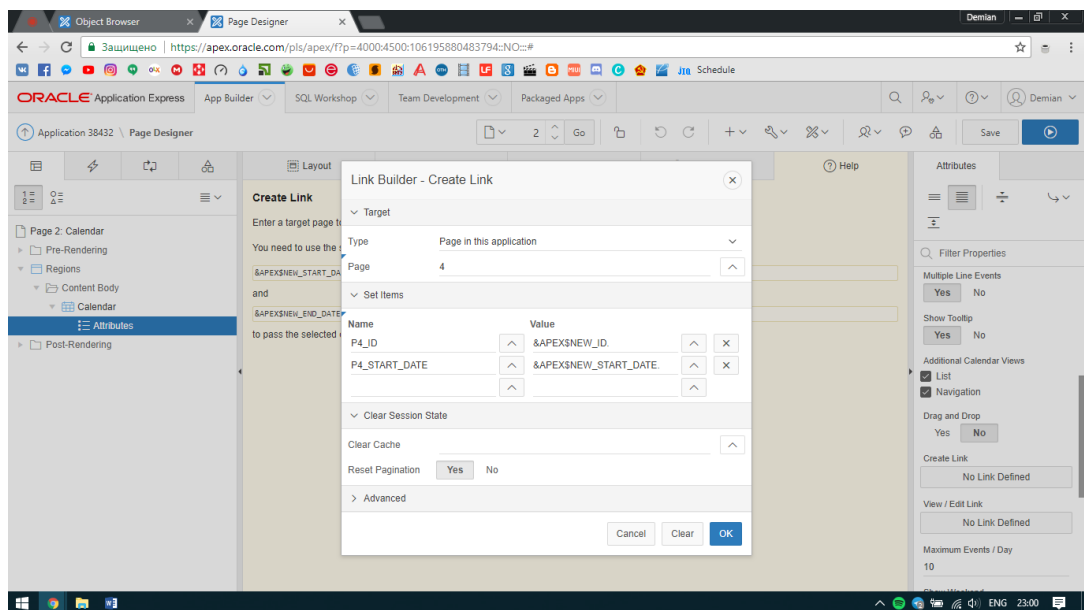 Object Browser
Page Designer
Demian
Защищено | https://apex.oracle.com/pls/apex/f?p=4000:4500:106195880483794::NO:::#
Schedule
ORACLE Application Express App Builder SQL Workshop Team Development Packaged Apps Demian
Application 38432 \ Page Designer 2 Go Save
Layout
Help
Attributes
Link Builder - Create Link
Create Link
Target
Enter a target page t
Page 2: Calendar
Type Page in this application
You need to use the
Pre-Rendering
Filter Properties
Page 4
&APEX$NEW_START_DA
Regions
Multiple Line Events
Content Body
and
Set Items
Yes No
Calendar
&APEX$NEW_END_DATE
Show Tooltip
Attributes
to pass the selected
Name Value
Yes No
Post-Rendering
P4_ID &APEX$NEW_ID.
Additional Calendar Views
P4_START_DATE &APEX$NEW_START_DATE.
List
Navigation
Clear Session State
Drag and Drop
Yes No
Clear Cache
Create Link
Reset Pagination Yes No
No Link Defined
Advanced
View / Edit Link
No Link Defined
Cancel Clear OK
Maximum Events / Day
10
ENG 23:00